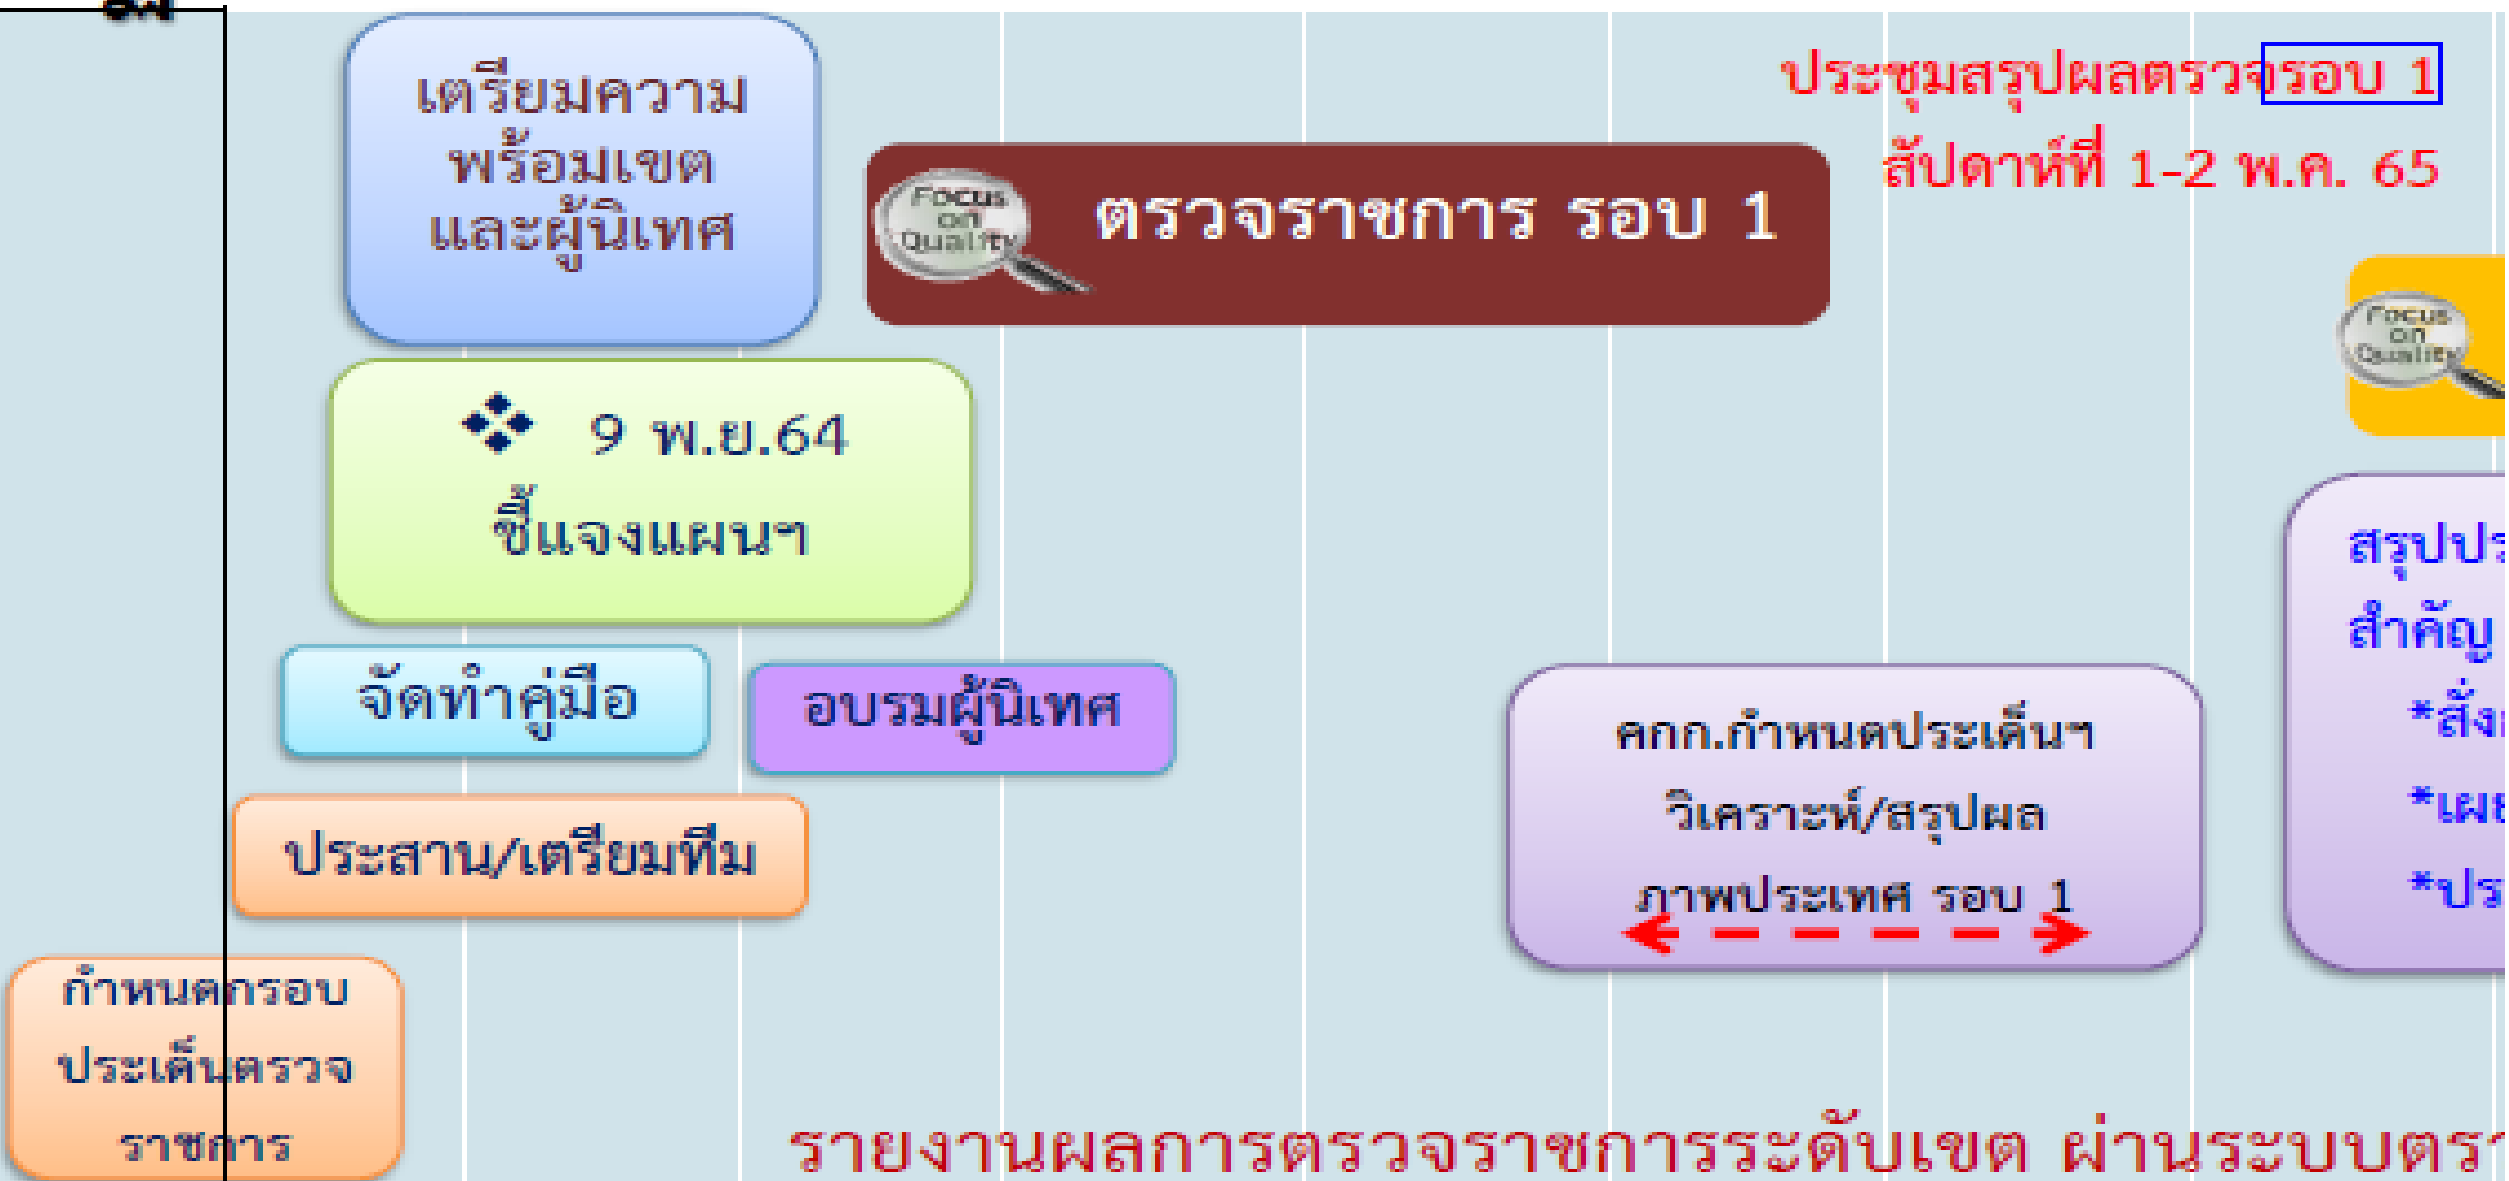 เตรียมความ
พร้อมเขต
และผู้นิเทศ
ประชุมสรุปผลตรวจรอบ 1
สัปดาห์ที่ 1-2 พ.ค. 65
Focus
on
Quality
ตรวจราชการ รอบ 1
Focus
on
Quality
❖ 9 พ.ย.64
ชี้แจงแผนฯ
จัดทำคู่มือ
อบรมผู้นิเทศ
ประสาน/เตรียมทีม
กำหนดกรอบ
ประเด็นตรวจ
ราชการ
คกก.กำหนดประเด็นฯ
วิเคราะห์/สรุปผล
ภาพประเทศ รอบ 1
สรุปปร
สำคัญ
รายงานผลการตรวจราชการระดับเขต ผ่านระบบตรา